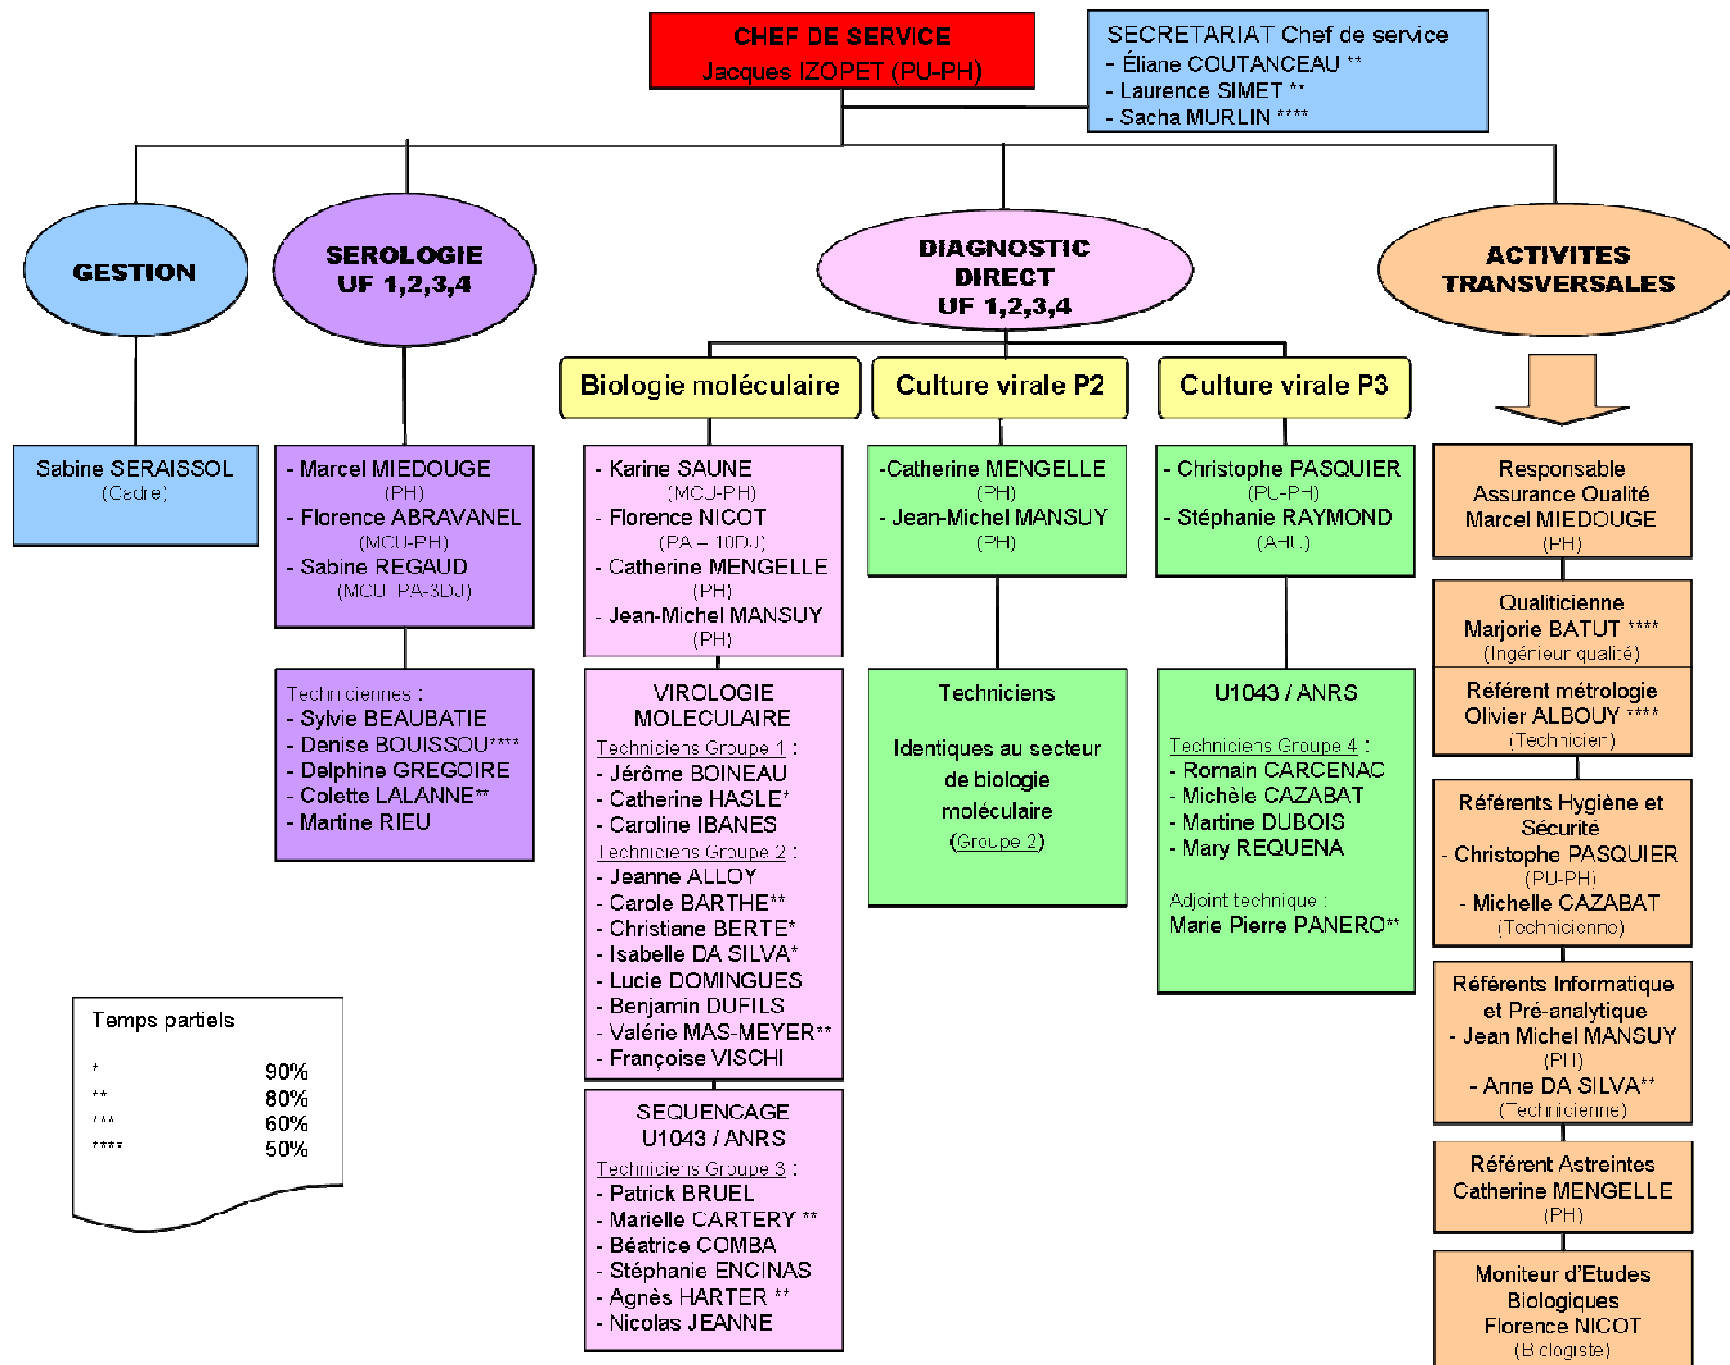 CHEF DE SERVICE
Jacques IZOPET (PU-PH)
SECRETARIAT Chef de service
- Éliane COUTANCEAU **
- Laurence SIMET **
- Sacha MURLIN ****
GESTION
SEROLOGIE
UF 1,2,3,4
DIAGNOSTIC
DIRECT
UF 1,2,3,4
ACTIVITES
TRANSVERSALES
Biologie moléculaire
Culture virale P2
Culture virale P3
Sabine SERAISSOL
(Cadre)
- Marcel MIEDOUGE
(PH)
- Florence ABRAVANEL
(MCU-PH)
- Sabine REGAUD
(MCU PA-3DJ)
Techniciennes :
- Sylvie BEAUBATIE
- Denise BOUISSOU****
- Delphine GREGOIRE
- Colette LALANNE**
- Martine RIEU
- Karine SAUNE
(MCU-PH)
- Florence NICOT
(PA – 10DJ)
- Catherine MENGELLE
(PH)
- Jean-Michel MANSUY
(PH)
VIROLOGIE
MOLECULAIRE
Techniciens Groupe 1 :
- Jérôme BOINEAU
- Catherine HASLE*
- Caroline IBANES
Techniciens Groupe 2 :
- Jeanne ALLOY
- Carole BARTHE**
- Christiane BERTE*
- Isabelle DA SILVA*
- Lucie DOMINGUES
- Benjamin DUFILS
- Valérie MAS-MEYER**
- Françoise VISCHI
SEQUENCAGE
U1043 / ANRS
Techniciens Groupe 3 :
- Patrick BRUEL
- Marielle CARTERY **
- Béatrice COMBA
- Stéphanie ENCINAS
- Agnès HARTER **
- Nicolas JEANNE
-Catherine MENGELLE
(PH)
- Jean-Michel MANSUY
(PH)
Techniciens
Identiques au secteur
de biologie
moléculaire
(Groupe 2)
- Christophe PASQUIER
(PU-PH)
- Stéphanie RAYMOND
(AHU)
U1043 / ANRS
Techniciens Groupe 4 :
- Romain CARCENAC
- Michèle CAZABAT
- Martine DUBOIS
- Mary REQUENA
Adjoint technique :
Marie Pierre PANERO**
Responsable
Assurance Qualité
Marcel MIEDOUGE
(PH)
Qualiticienne
Marjorie BATUT ****
(Ingénieur qualité)
Référent métrologie
Olivier ALBOUY ****
(Technicien)
Référents Hygiène et
Sécurité
- Christophe PASQUIER
(PU-PH)
- Michelle CAZABAT
(Technicienne)
Référents Informatique
et Pré-analytique
- Jean Michel MANSUY
(PH)
- Anne DA SILVA**
(Technicienne)
Référent Astreintes
Catherine MENGELLE
(PH)
Moniteur d'Etudes
Biologiques
Florence NICOT
(Biologiste)
Temps partiels
* 90%
** 80%
*** 60%
**** 50%